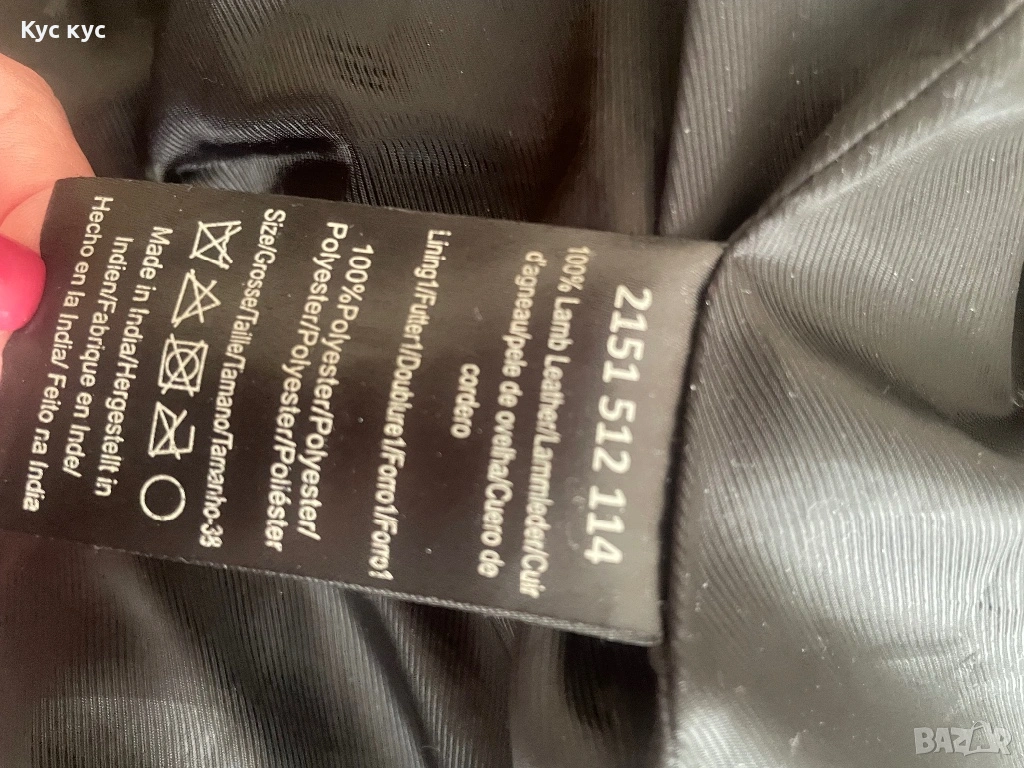 Кус кус
2151 512 114
100% Lamb Leather/Lammleder/Cuir
d'agneau/pele de ovelha/Cuero de
cordero
Lining1/Futter1/Doublure1/Forro1/Forro1
100%Polyester/Polyester/
Polyester/Polyester/Poliéster
Size/Grosse/Taille/Tamano/Tamanho-38
Made in India/Hergestellt in
Indien/Fabrique en Inde/
Hecho en la India/ Feito na India
BAZAR